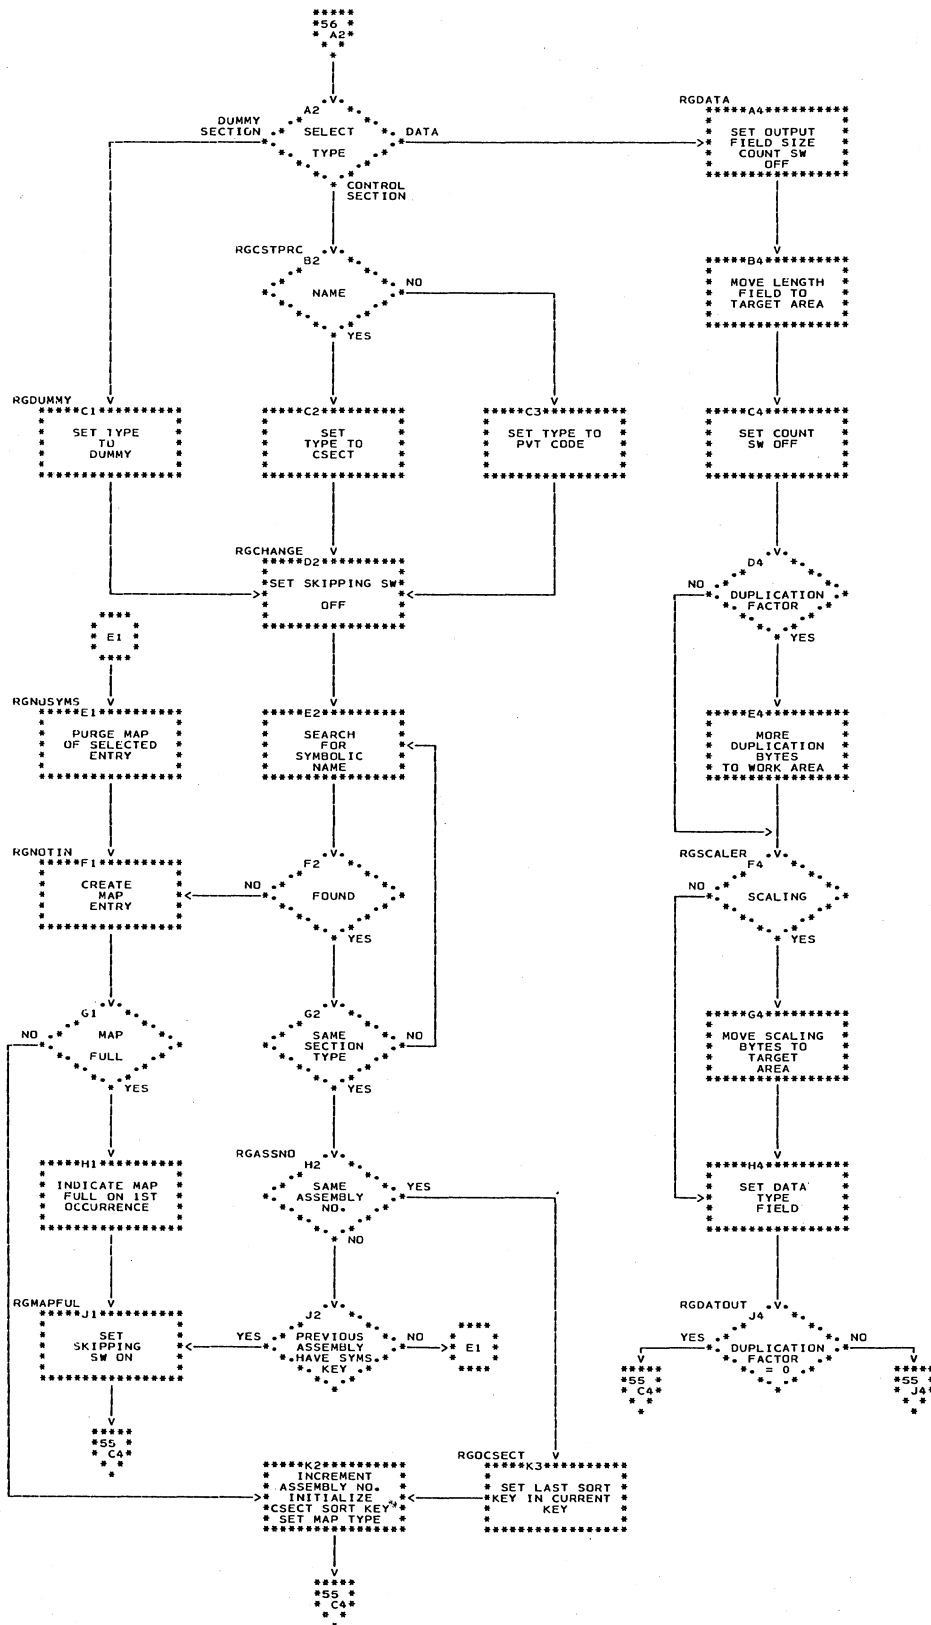 56
A2
A2
SELECT
TYPE
DUMMY
SECTION
DATA
CONTROL
SECTION
RGDATA
A4
SET OUTPUT
FIELD SIZE
COUNT SW
OFF
RGCSTPRC
B2
NAME
NO
YES
B4
MOVE LENGTH
FIELD TO
TARGET AREA
RGDUMMY
C1
SET TYPE
TO
DUMMY
C2
SET
TYPE TO
CSECT
C3
SET TYPE TO
PVT CODE
C4
SET COUNT
SW OFF
RGCHANGE
D2
SET SKIPPING SW
OFF
D4
NO
DUPLICATION
FACTOR
YES
E1
RGNOSYMS
E1
PURGE MAP
OF SELECTED
ENTRY
E2
SEARCH
FOR
SYMBOLIC
NAME
E4
MORE
DUPLICATION
BYTES
TO WORK AREA
RGNOTIN
F1
CREATE
MAP
ENTRY
F2
NO
FOUND
YES
RGSCALER
F4
NO
SCALING
YES
G1
NO
MAP
FULL
YES
G2
SAME
SECTION
TYPE
NO
YES
G4
MOVE SCALING
BYTES TO
TARGET
AREA
H1
INDICATE MAP
FULL ON 1ST
OCCURRENCE
RGASSNO
H2
SAME
ASSEMBLY
NO.
YES
NO
H4
SET DATA
TYPE
FIELD
RGMAPFUL
J1
SET
SKIPPING
SW ON
J2
YES
PREVIOUS
ASSEMBLY
HAVE SYMS
KEY
NO
E1
RGDATOUT
J4
YES
DUPLICATION
FACTOR
= 0
NO
55
C4
55
J4
55
C4
K2
INCREMENT
ASSEMBLY NO.
INITIALIZE
CSECT SORT KEY
SET MAP TYPE
RGOCSECT
K3
SET LAST SORT
KEY IN CURRENT
KEY
55
C4